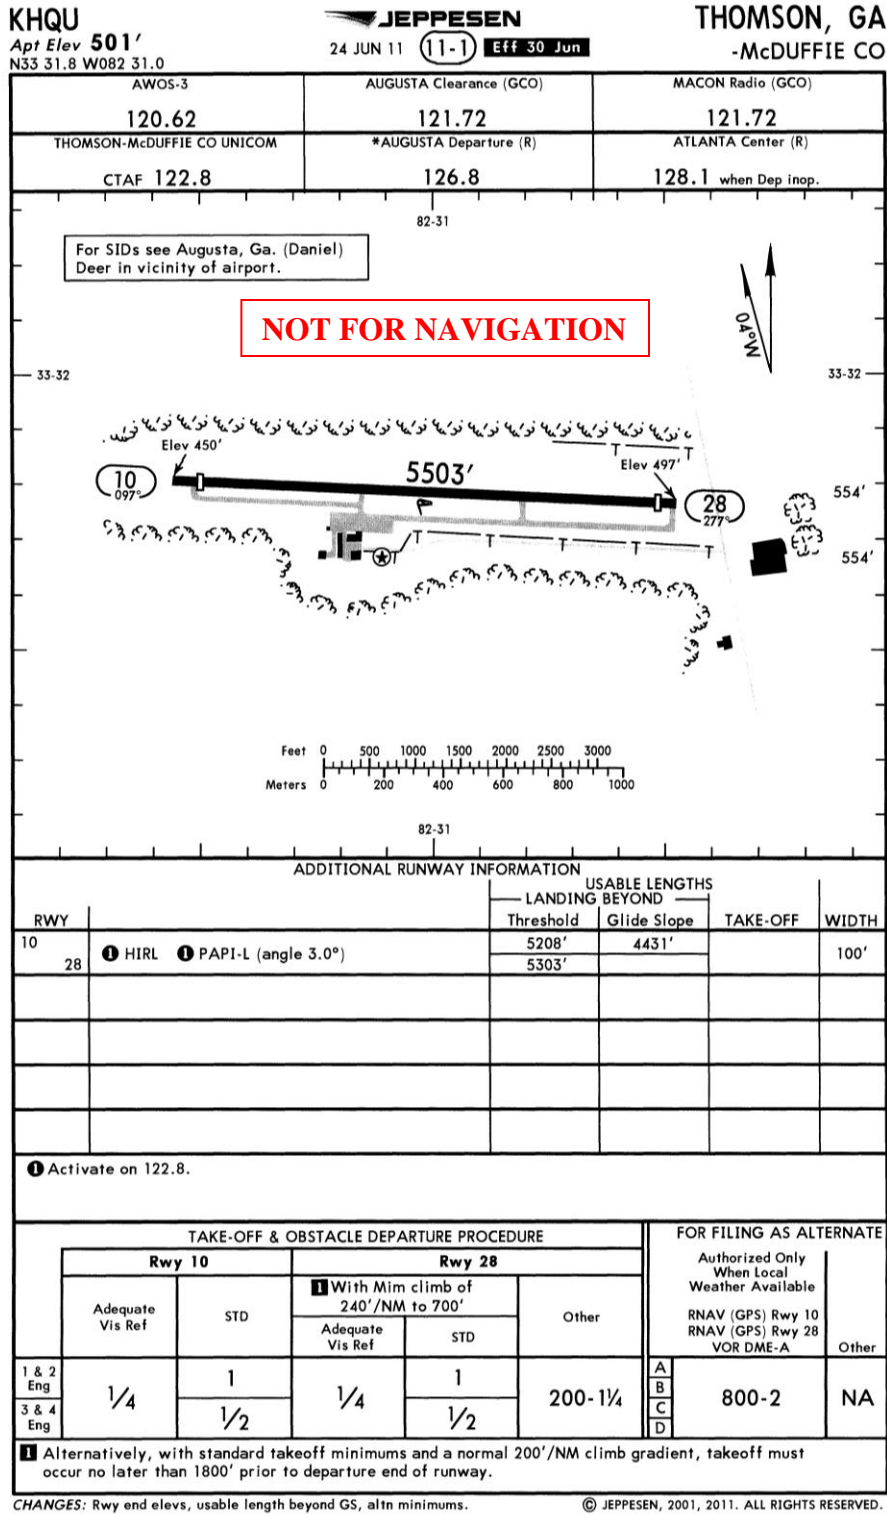 KHQU
Apt Elev 501'
N33 31.8 W082 31.0
JEPPESEN
24 JUN 11 11-1 Eff 30 Jun
THOMSON, GA
-McDUFFIE CO
AWOS-3
120.62
AUGUSTA Clearance (GCO)
121.72
MACON Radio (GCO)
121.72
THOMSON-McDUFFIE CO UNICOM
CTAF 122.8
*AUGUSTA Departure (R)
126.8
ATLANTA Center (R)
128.1 when Dep inop.
82-31
For SIDs see Augusta, Ga. (Daniel)
Deer in vicinity of airport.
NOT FOR NAVIGATION
04°W
33-32
33-32
Elev 450'
10
097°
5503'
Elev 497'
28
277°
554'
554'
T
T
T
T
T
T
T
T
Feet 0 500 1000 1500 2000 2500 3000
Meters 0 200 400 600 800 1000
82-31
ADDITIONAL RUNWAY INFORMATION
USABLE LENGTHS
LANDING BEYOND
RWY Threshold Glide Slope TAKE-OFF WIDTH
10 5208' 4431'
28 1 HIRL 1 PAPI-L (angle 3.0°) 5303' 100'
1 Activate on 122.8.
TAKE-OFF & OBSTACLE DEPARTURE PROCEDURE
Rwy 10
Rwy 28
Adequate
Vis Ref
STD
1 With Mim climb of
240'/NM to 700'
Adequate
Vis Ref
STD
Other
1 & 2
Eng
3 & 4
Eng
1/4
1
1/2
1/4
1
1/2
200-1¼
FOR FILING AS ALTERNATE
Authorized Only
When Local
Weather Available
RNAV (GPS) Rwy 10
RNAV (GPS) Rwy 28
VOR DME-A
Other
A
B
C
D
800-2
NA
1 Alternatively, with standard takeoff minimums and a normal 200'/NM climb gradient, takeoff must
occur no later than 1800' prior to departure end of runway.
CHANGES: Rwy end elevs, usable length beyond GS, altn minimums.
© JEPPESEN, 2001, 2011. ALL RIGHTS RESERVED.